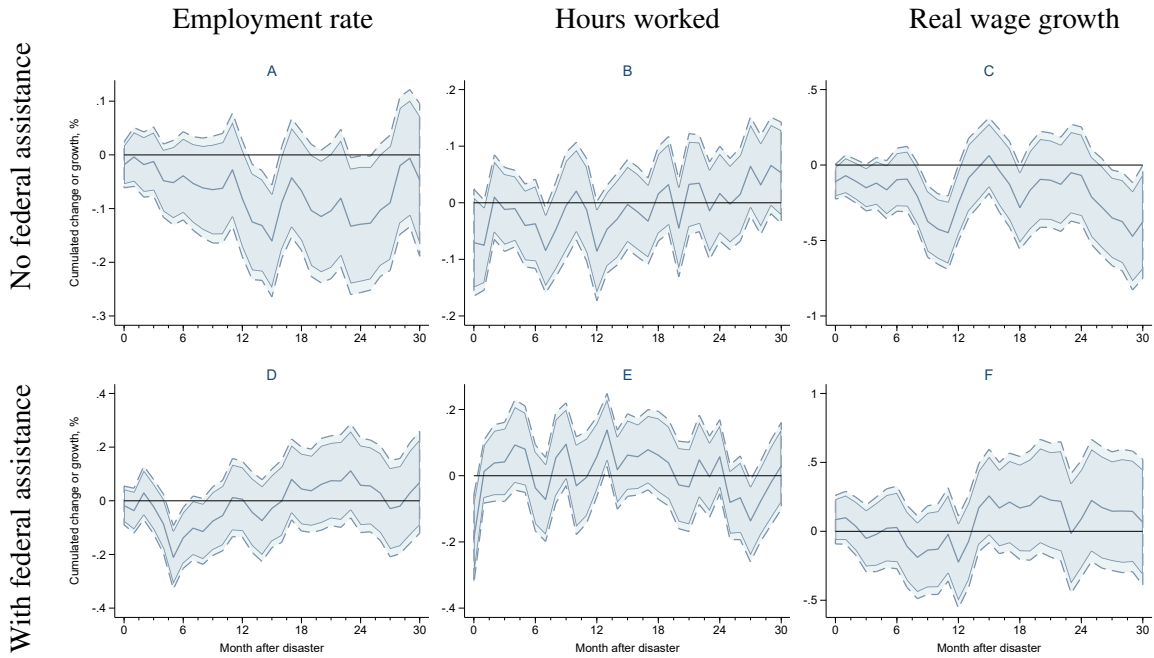 Employment rate
Hours worked
Real wage growth
No federal assistance
A
Cumulated change or growth, %
.1
0
-.1
-.2
-.3
0 6 12 18 24 30
B
.2
.1
0
-.1
-.2
0 6 12 18 24 30
C
.5
0
-.5
-1
0 6 12 18 24 30
With federal assistance
D
Cumulated change or growth, %
.4
.2
0
-.2
-.4
0 6 12 18 24 30
Month after disaster
E
.2
0
-.2
-.4
0 6 12 18 24 30
Month after disaster
F
1
.5
0
-.5
0 6 12 18 24 30
Month after disaster